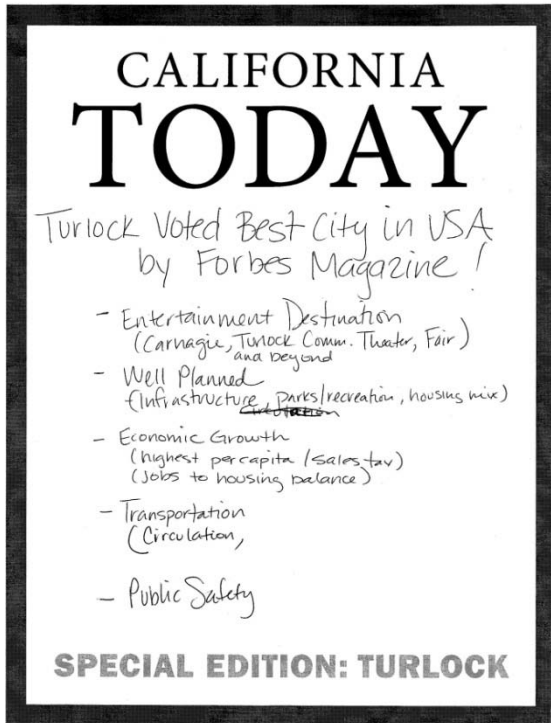 CALIFORNIA
TODAY
Turlock Voted Best City in USA
by Forbes Magazine!
- Entertainment Destination
(Carnagie, Turlock Comm. Theater, Fair)
and beyond
- Well Planned
(Infrastructure, parks/recreation, housing mix)
- Economic Growth
(highest per capita / sales tax)
(Jobs to housing balance)
- Transportation
(Circulation,
- Public Safety
SPECIAL EDITION: TURLOCK